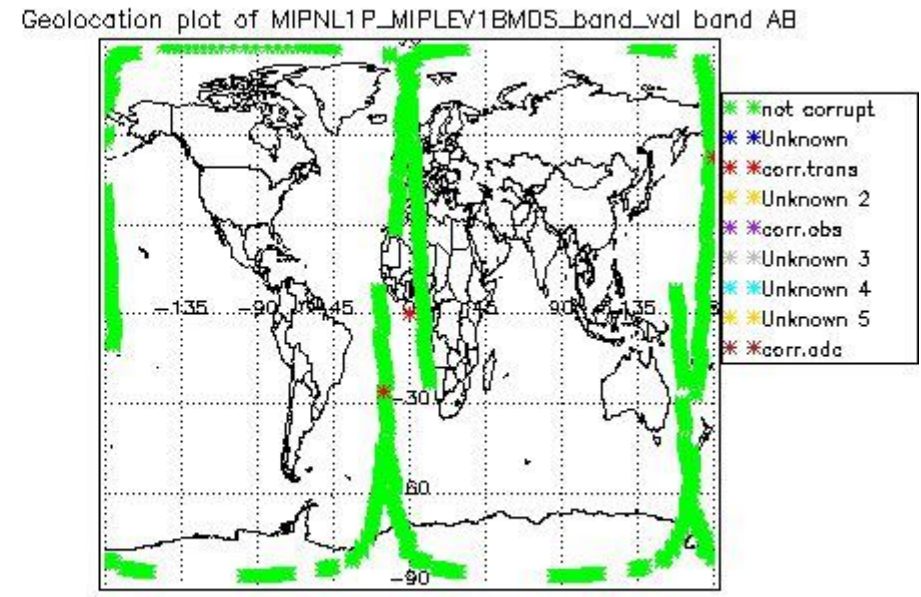 Geolocation plot of MIPNL1P_MIPLEV1BMDS_band_val band AB
not corrupt
Unknown
corr.trans
Unknown 2
corr.obs
Unknown 3
Unknown 4
Unknown 5
corr.adc
-135 -90 -45 45 90 135
-30
-60
-90